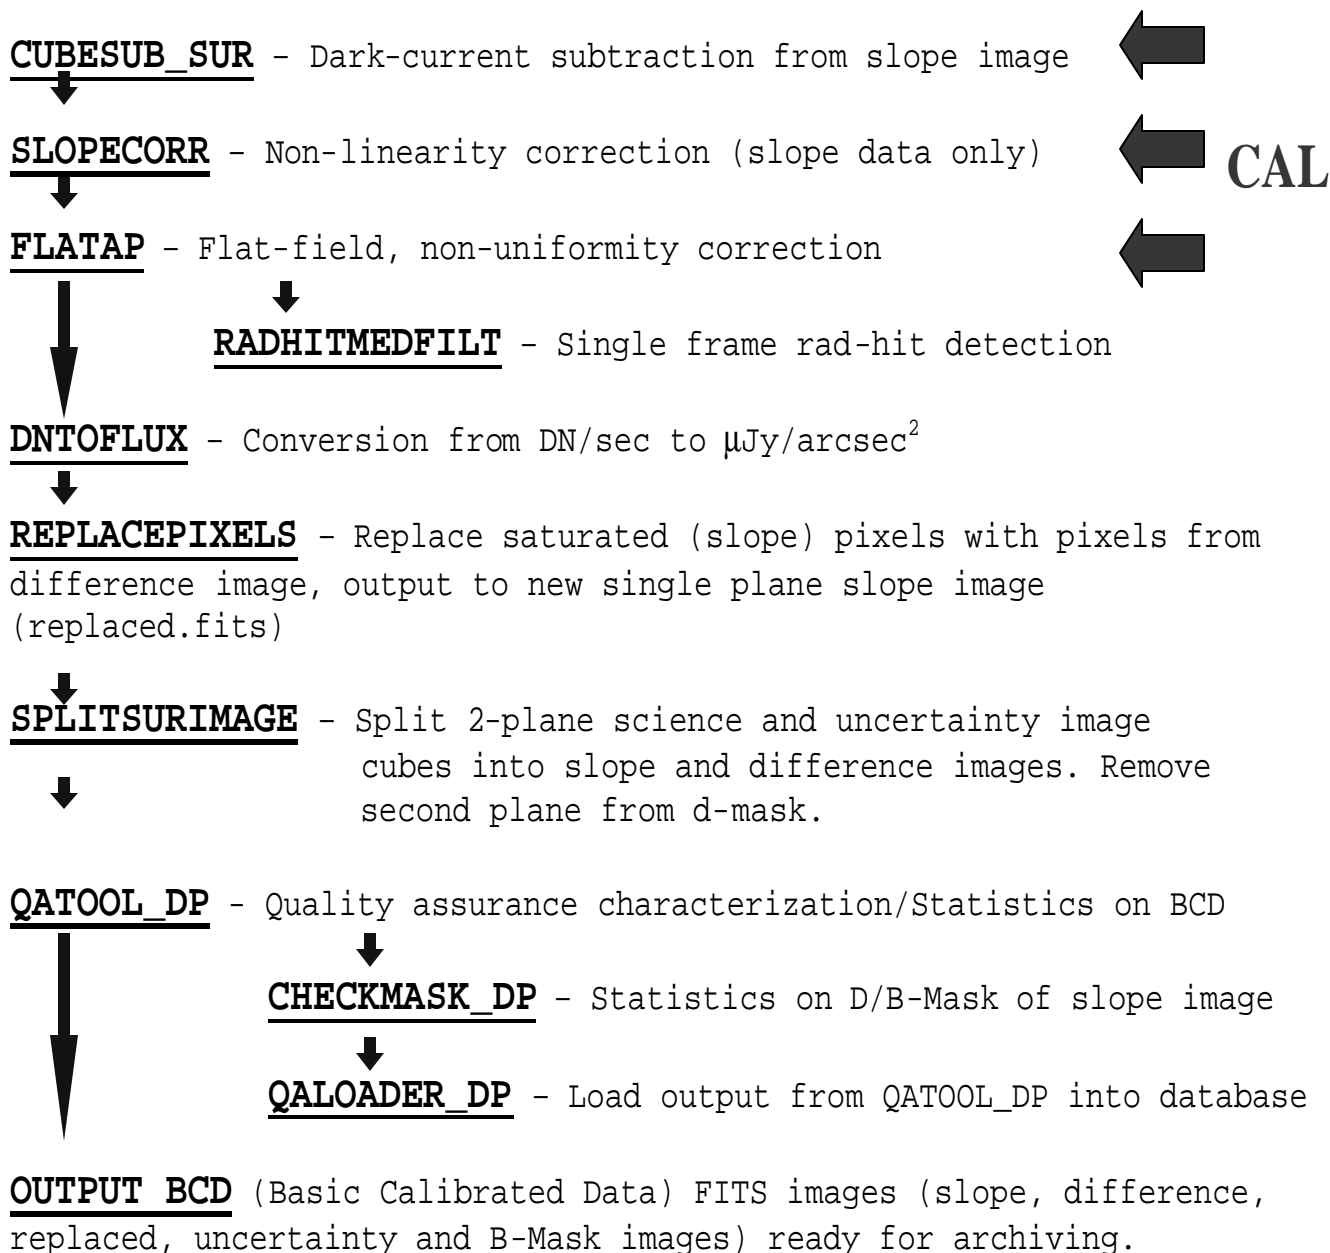 CUBESUB_SUR – Dark-current subtraction from slope image
SLOPECORR – Non-linearity correction (slope data only)
CAL
FLATAP – Flat-field, non-uniformity correction
RADHITMEDFILT – Single frame rad-hit detection
DNTOFLUX – Conversion from DN/sec to µJy/arcsec²
REPLACEPIXELS – Replace saturated (slope) pixels with pixels from
difference image, output to new single plane slope image
(replaced.fits)
SPLITSURIMAGE – Split 2-plane science and uncertainty image
cubes into slope and difference images. Remove
second plane from d-mask.
QATOOL_DP – Quality assurance characterization/Statistics on BCD
CHECKMASK_DP – Statistics on D/B-Mask of slope image
QALOADER_DP – Load output from QATOOL_DP into database
OUTPUT BCD (Basic Calibrated Data) FITS images (slope, difference,
replaced, uncertainty and B-Mask images) ready for archiving.